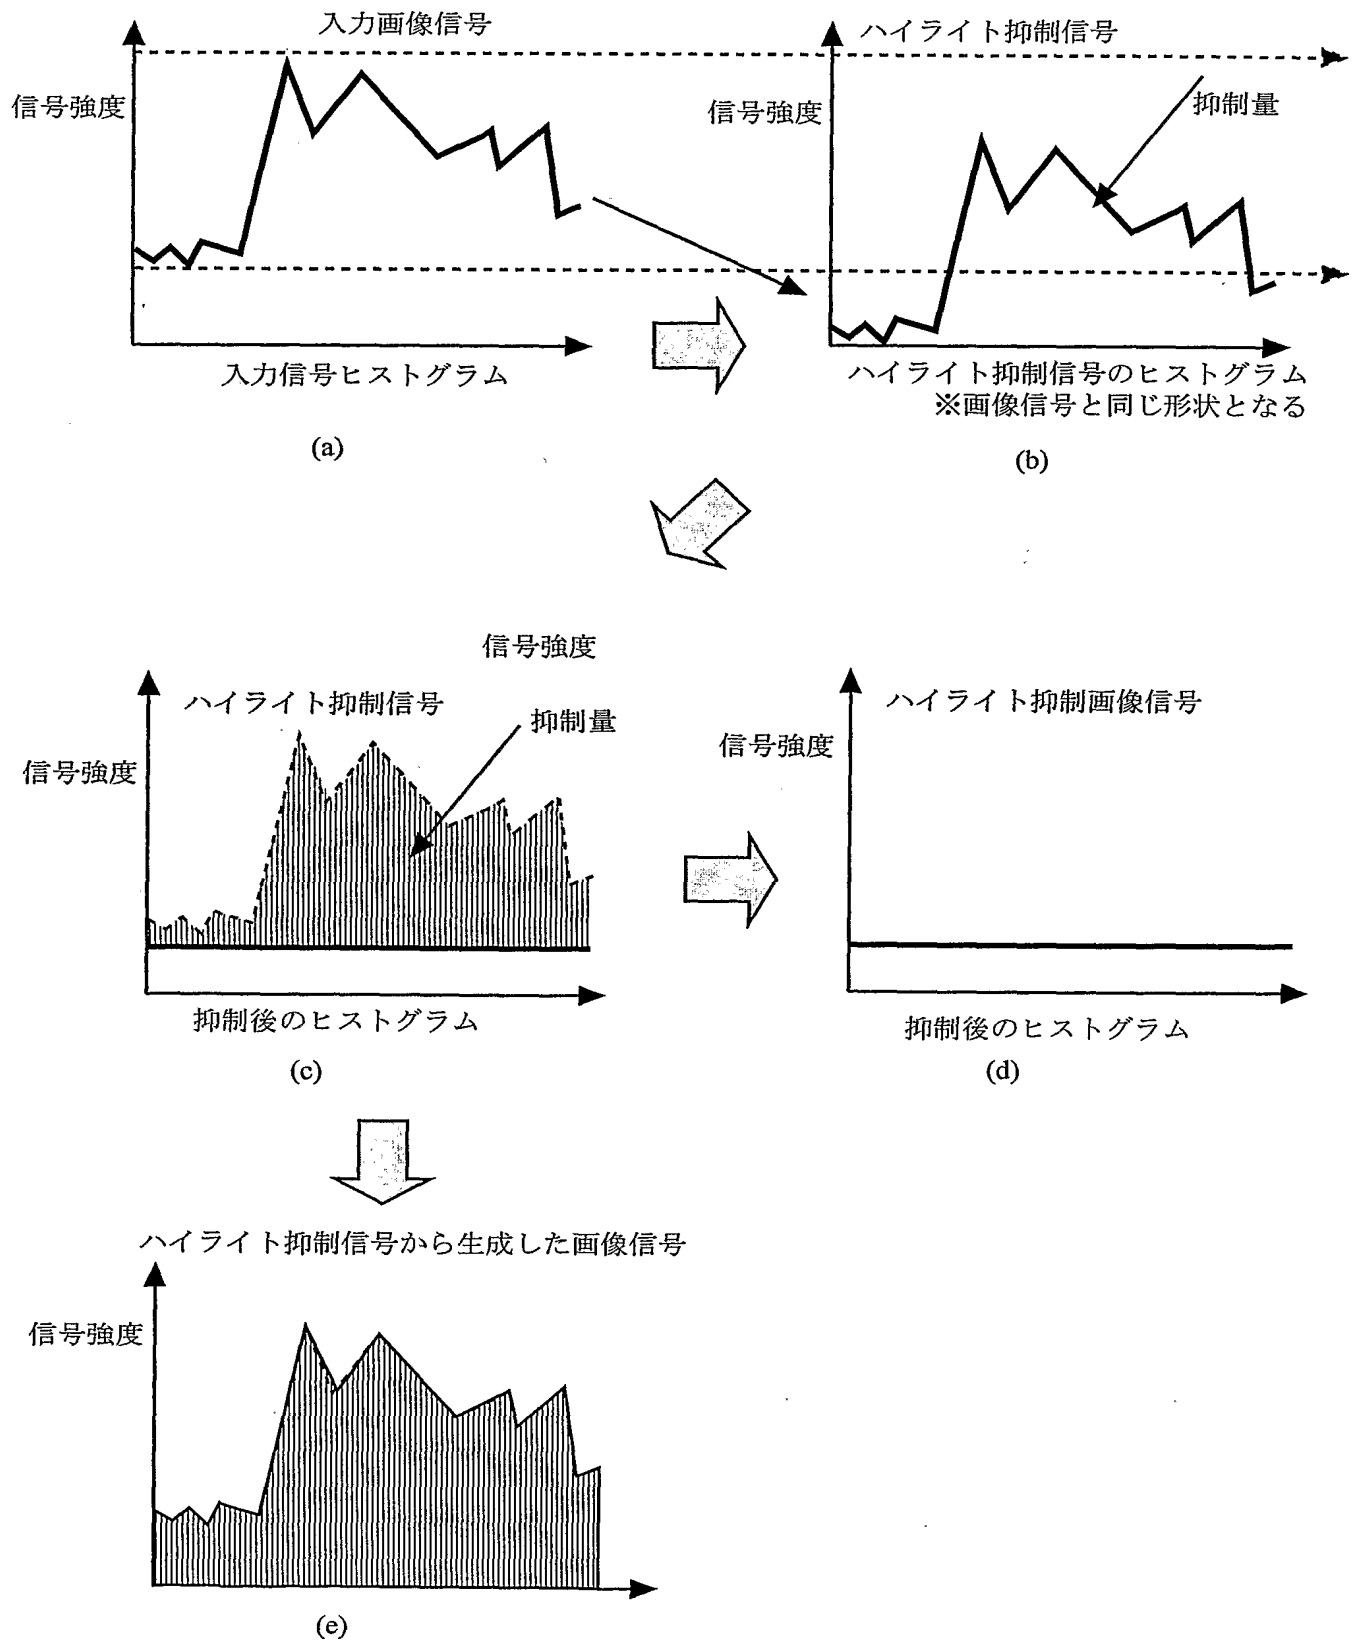 入力画像信号
信号強度
入力信号ヒストグラム
(a)
ハイライト抑制信号
信号強度
抑制量
ハイライト抑制信号のヒストグラム
※画像信号と同じ形状となる
(b)
信号強度
ハイライト抑制信号
抑制量
信号強度
抑制後のヒストグラム
(c)
ハイライト抑制画像信号
信号強度
抑制後のヒストグラム
(d)
ハイライト抑制信号から生成した画像信号
信号強度
(e)